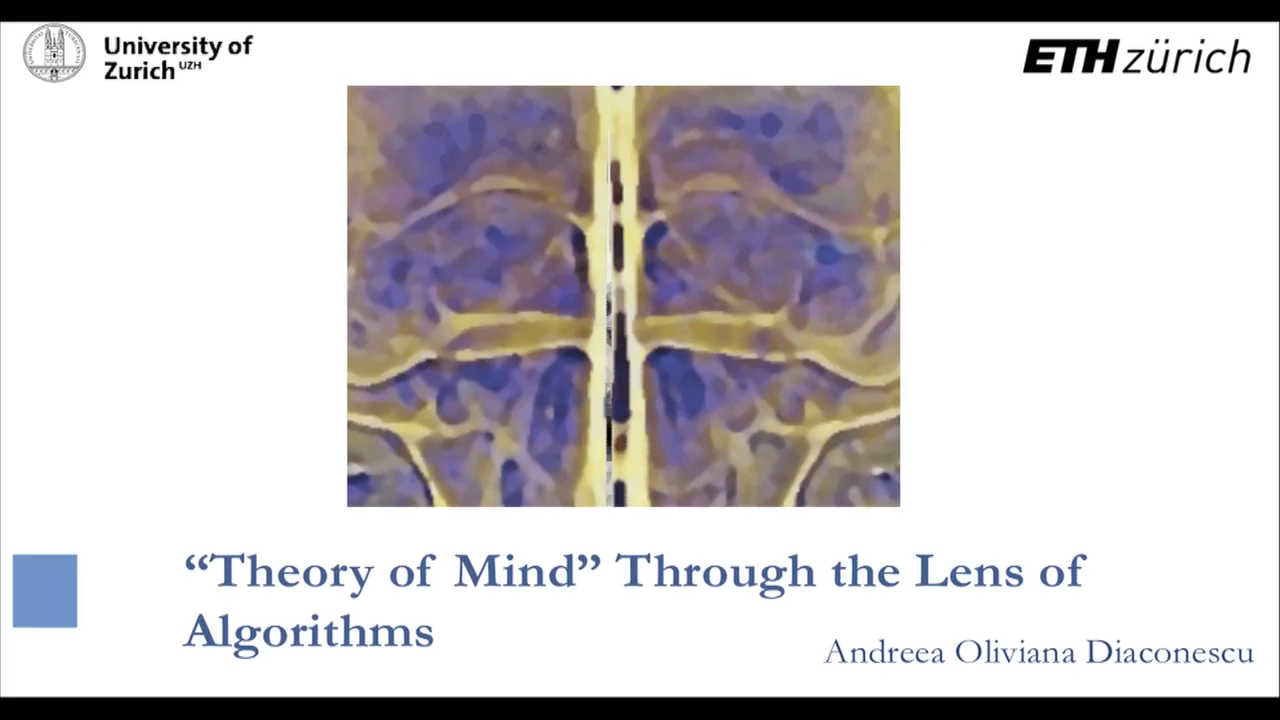 University of
Zurich UZH
ETH zürich
“Theory of Mind” Through the Lens of
Algorithms
Andreea Oliviana Diaconescu